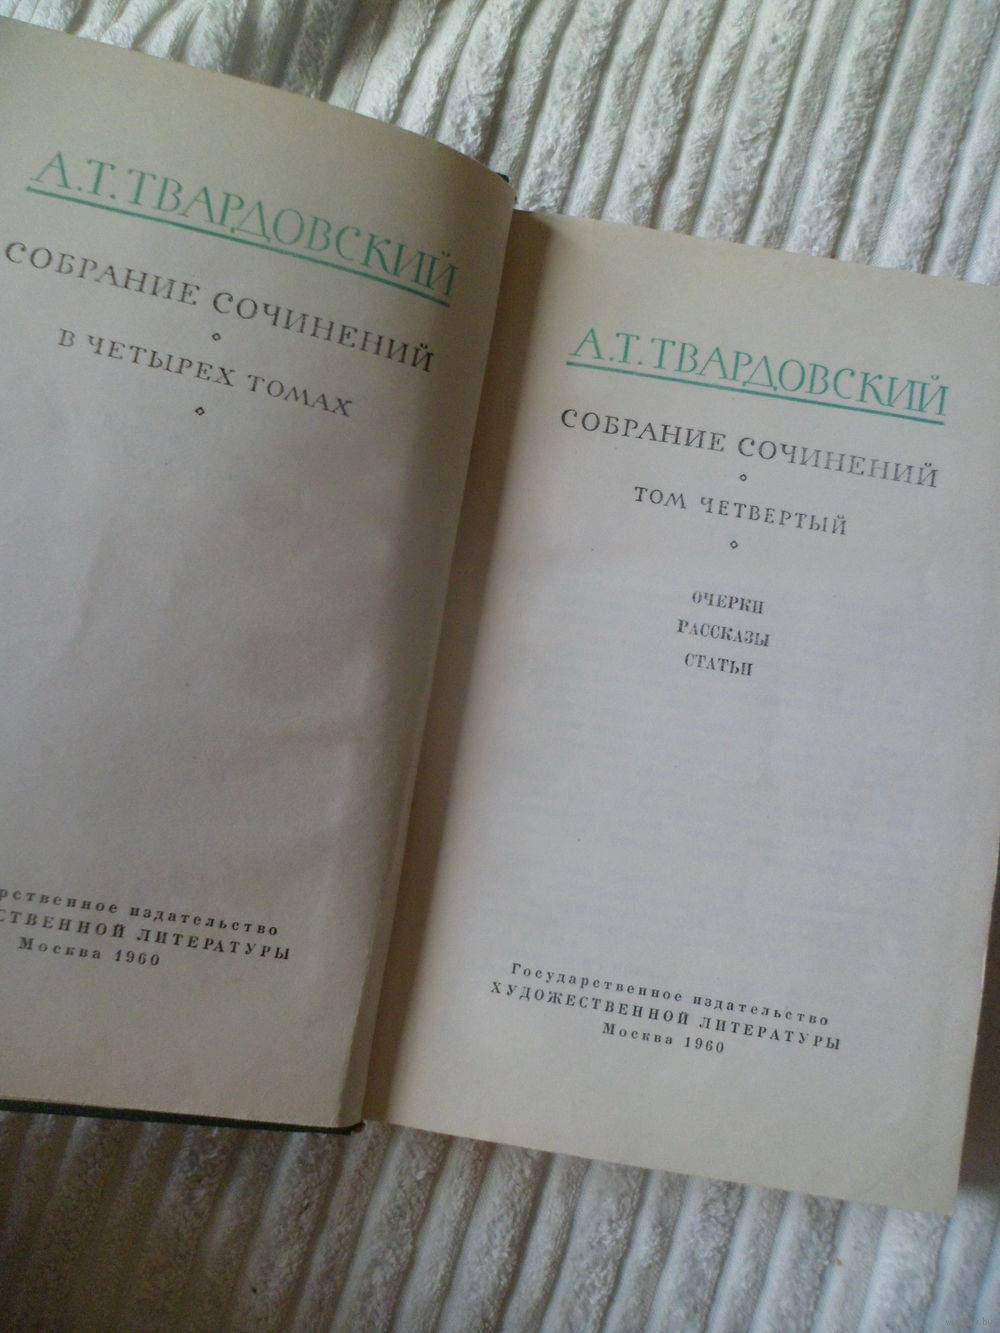 А.Т.ТВАРДОВСКИЙ
СОБРАНИЕ СОЧИНЕНИЙ
В ЧЕТЫРЕХ ТОМАХ
издательство
ЛИТЕРАТУРЫ
Москва 1960
А.Т.ТВАРДОВСКИЙ
СОБРАНИЕ СОЧИНЕНИЙ
ТОМ ЧЕТВЕРТЫЙ
ОЧЕРКИ
РАССКАЗЫ
СТАТЬИ
Государственное издательство
ХУДОЖЕСТВЕННОЙ ЛИТЕРАТУРЫ
Москва 1960